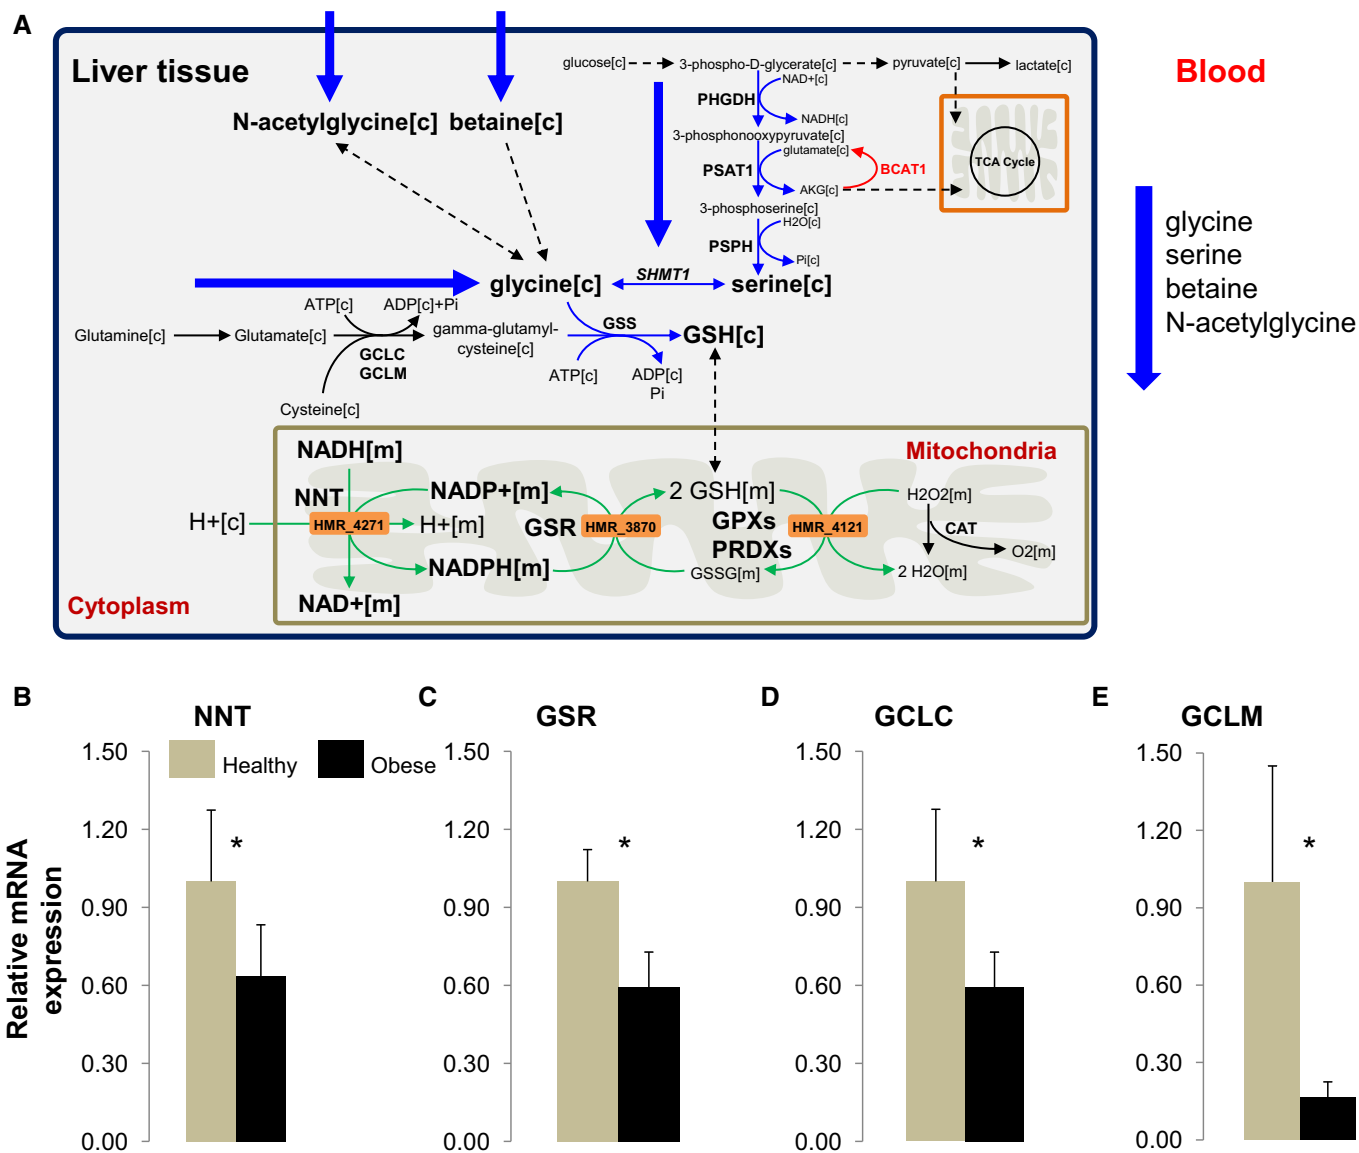 A
Liver tissue
Blood
glucose[c]
3-phospho-D-glycerate[c]
pyruvate[c]
lactate[c]
NAD+[c]
PHGDH
NADH[c]
N-acetylglycine[c]
betaine[c]
3-phosphonooxypyruvate[c]
glutamate[c]
PSAT1
BCAT1
AKG[c]
TCA Cycle
3-phosphoserine[c]
H2O[c]
PSPH
Pi[c]
glycine
serine
betaine
N-acetylglycine
glycine[c]
SHMT1
serine[c]
ATP[c]
ADP[c]+Pi
Glutamine[c]
Glutamate[c]
GCLC
GCLM
gamma-glutamyl-
cysteine[c]
GSS
GSH[c]
ATP[c]
ADP[c]
Pi
Cysteine[c]
Mitochondria
NADH[m]
NNT
NADP+[m]
2 GSH[m]
H2O2[m]
H+[c]
HMR_4271
H+[m]
GSR
HMR_3870
GPXs
PRDXs
HMR_4121
CAT
O2[m]
NADPH[m]
GSSG[m]
2 H2O[m]
NAD+[m]
Cytoplasm
B
NNT
Healthy
Obese
Relative mRNA
expression
1.50
1.20
0.90
0.60
0.30
0.00
*
C
GSR
1.50
1.20
0.90
0.60
0.30
0.00
*
D
GCLC
1.50
1.20
0.90
0.60
0.30
0.00
*
E
GCLM
1.50
1.20
0.90
0.60
0.30
0.00
*